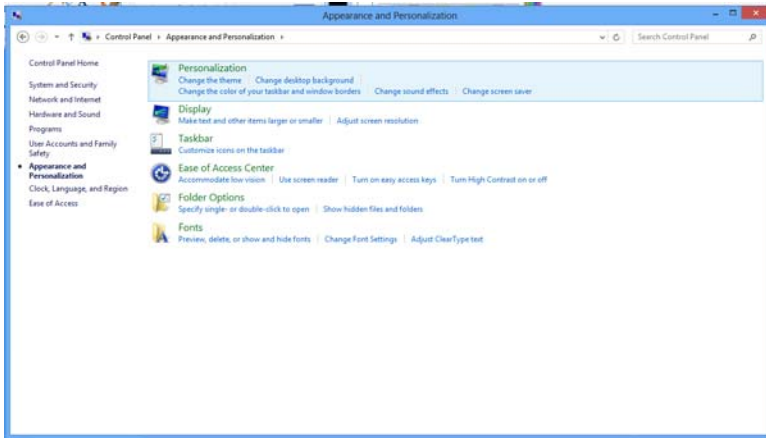 Appearance and Personalization
Control Panel Appearance and Personalization
Search Control Panel
Control Panel Home
System and Security
Network and Internet
Hardware and Sound
Programs
User Accounts and Family
Safety
Appearance and
Personalization
Clock, Language, and Region
Ease of Access
Personalization
Change the theme Change desktop background
Change the color of your taskbar and window borders Change sound effects Change screen saver
Display
Make text and other items larger or smaller Adjust screen resolution
Taskbar
Customize icons on the taskbar
Ease of Access Center
Accommodate low vision Use screen reader Turn on easy access keys Turn High Contrast on or off
Folder Options
Specify single- or double-click to open Show hidden files and folders
Fonts
Preview, delete, or show and hide fonts Change Font Settings Adjust ClearType text